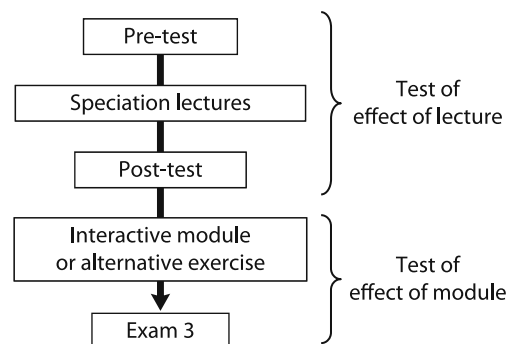 Pre-test
Speciation lectures
Post-test
Test of
effect of lecture
Interactive module
or alternative exercise
Exam 3
Test of
effect of module